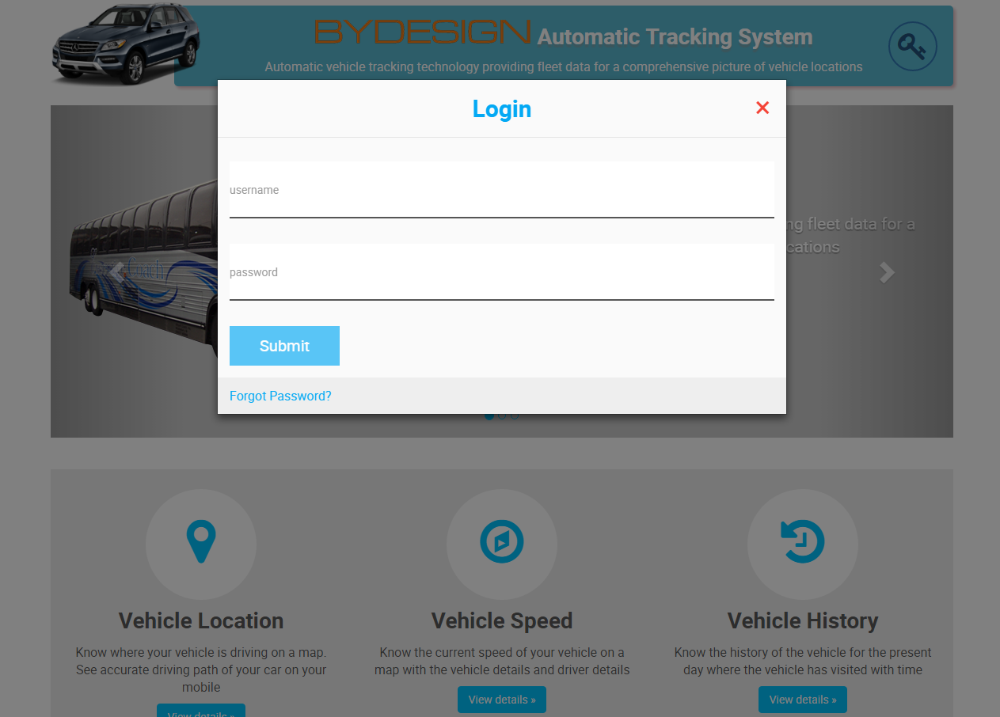 BYDESIGN Automatic Tracking System
Automatic vehicle tracking technology providing fleet data for a comprehensive picture of vehicle locations
Login
username
ng fleet data for a
cations
Coach
password
Submit
Forgot Password?
Vehicle Location
Know where your vehicle is driving on a map.
See accurate driving path of your car on your
mobile
View details »
Vehicle Speed
Know the current speed of your vehicle on a
map with the vehicle details and driver details
View details »
Vehicle History
Know the history of the vehicle for the present
day where the vehicle has visited with time
View details »